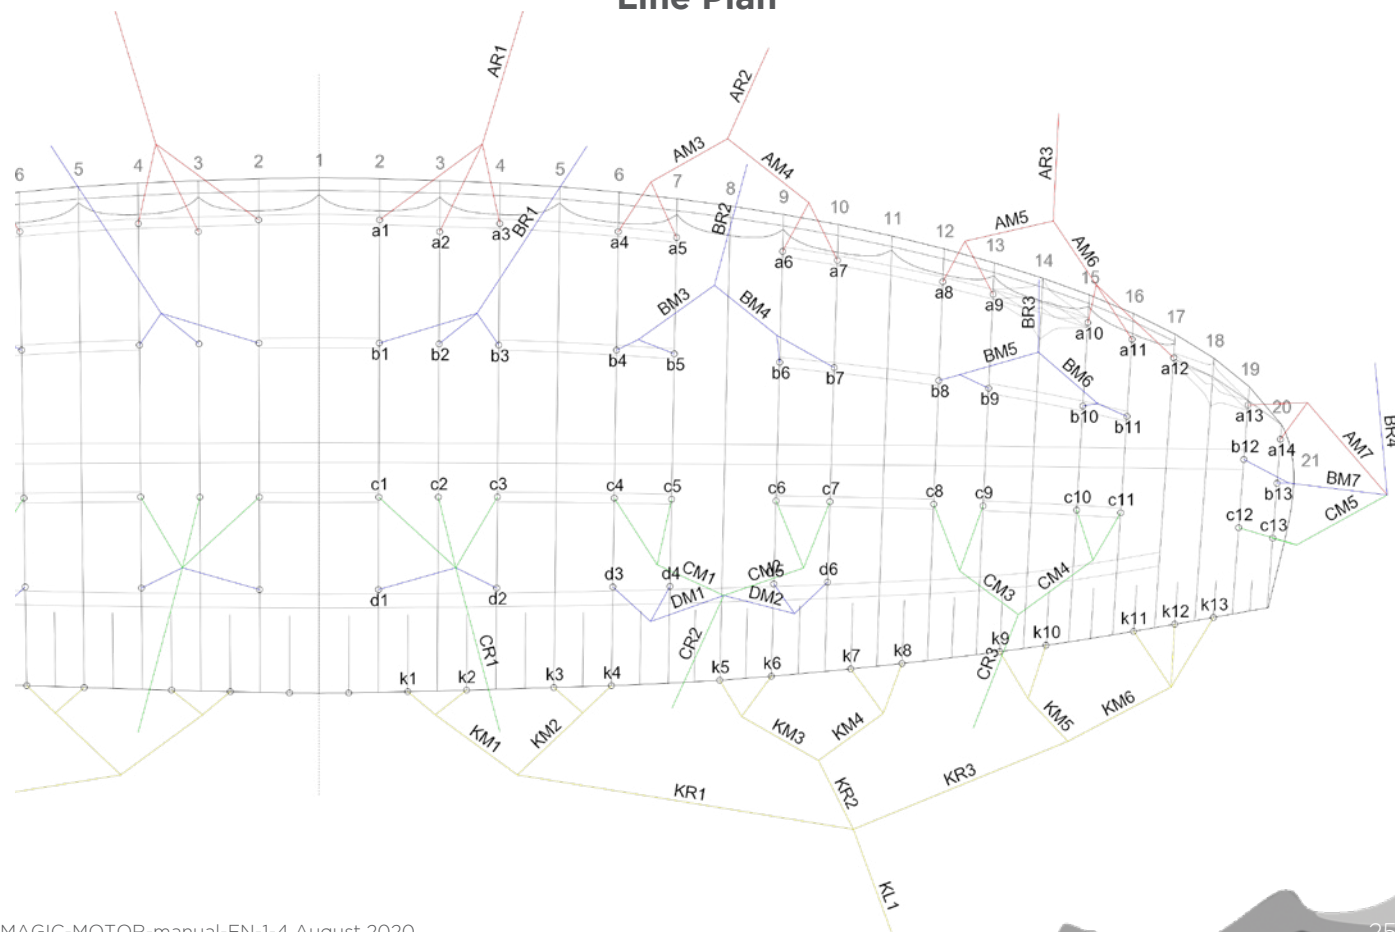 Line Plan
AR1
AR2
AM3
AM4
AR3
AM5
AM6
6 5 4 3 2 1 2 3 4 5 6 7 8 9 10 11 12 13 14 15 16 17 18 19 20 21
BR1
BR2
BR3
BR4
a1 a2 a3 a4 a5 a6 a7 a8 a9 a10 a11 a12 a13 a14
AM7
BM3
BM4
BM5
BM6
BM7
b1 b2 b3 b4 b5 b6 b7 b8 b9 b10 b11 b12 b13
c1 c2 c3 c4 c5 c6 c7 c8 c9 c10 c11 c12 c13
CM5
CM1
CM2
CM3
CM4
d1 d2 d3 d4 d5 d6
DM1
DM2
CR1
CR2
CR3
k1 k2 k3 k4 k5 k6 k7 k8 k9 k10 k11 k12 k13
KM1
KM2
KM3
KM4
KM5
KM6
KR1
KR2
KR3
KL1
MAGIC-MOTOR-manual-EN-1-4 August 2020
25